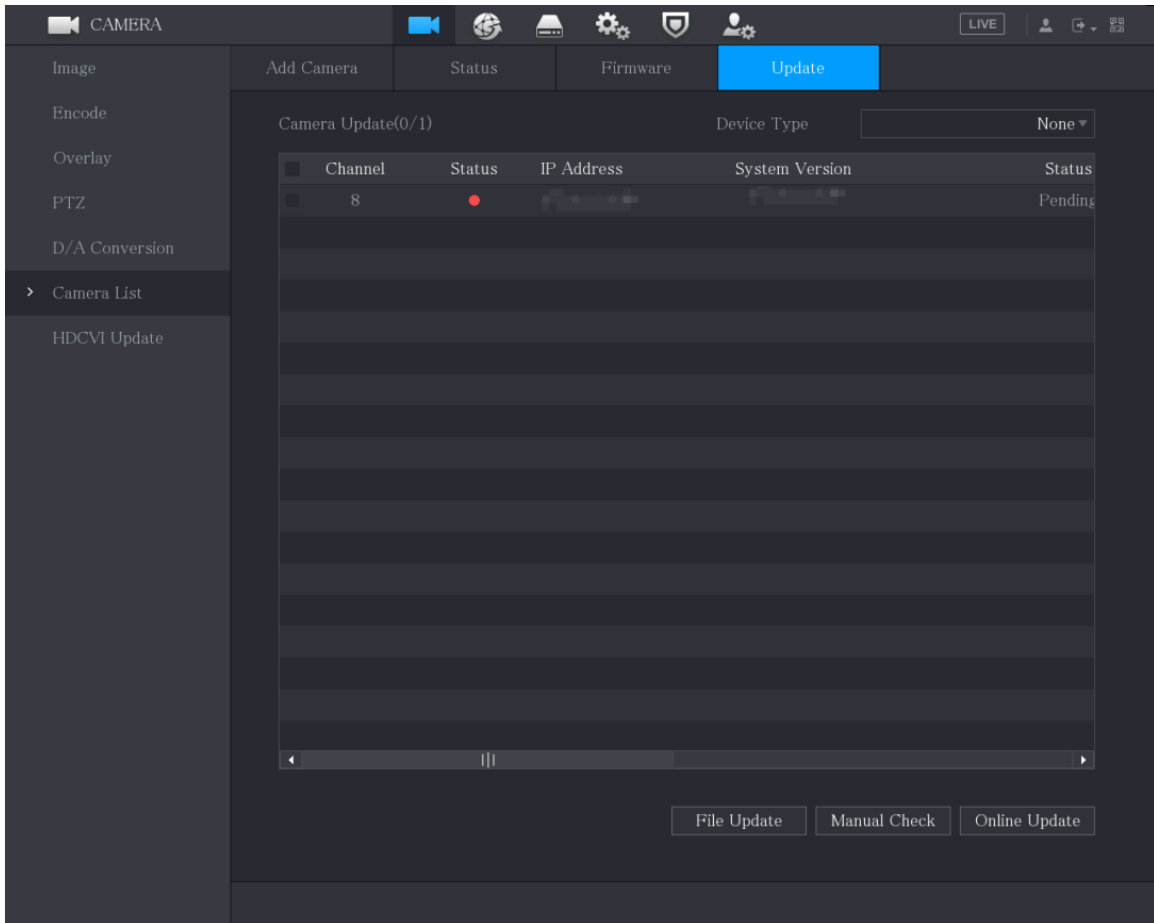 CAMERA
LIVE
Image
Encode
Overlay
PTZ
D/A Conversion
Camera List
HDCVI Update
Add Camera Status Firmware Update
Camera Update(0/1) Device Type None
Channel Status IP Address System Version Status
8 Pending
File Update Manual Check Online Update